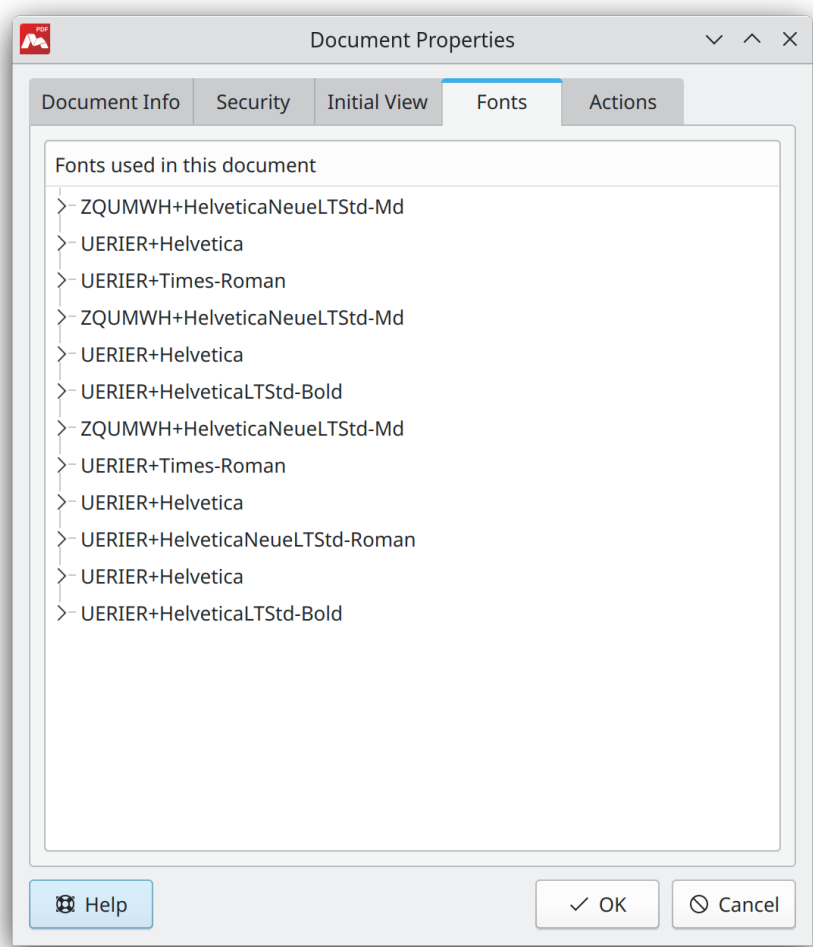 PDF
Document Properties
Document Info Security Initial View Fonts Actions
Fonts used in this document
ZQUMWH+HelveticaNeueLTStd-Md
UERIER+Helvetica
UERIER+Times-Roman
ZQUMWH+HelveticaNeueLTStd-Md
UERIER+Helvetica
UERIER+HelveticaLTStd-Bold
ZQUMWH+HelveticaNeueLTStd-Md
UERIER+Times-Roman
UERIER+Helvetica
UERIER+HelveticaNeueLTStd-Roman
UERIER+Helvetica
UERIER+HelveticaLTStd-Bold
Help OK Cancel